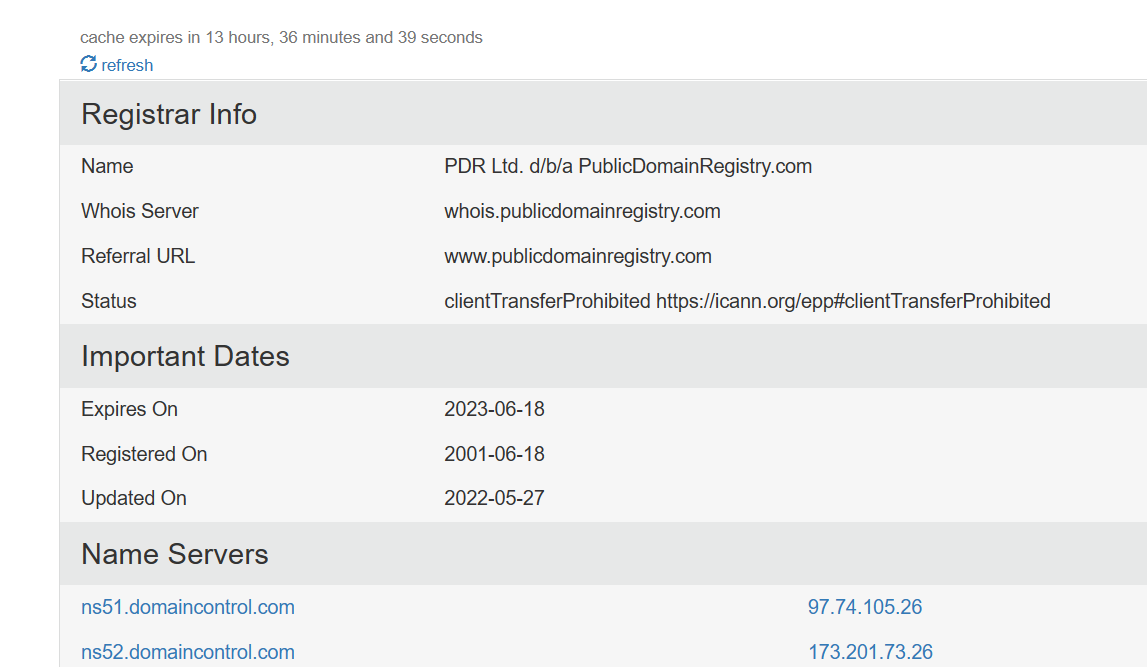 cache expires in 13 hours, 36 minutes and 39 seconds
refresh
Registrar Info
Name PDR Ltd. d/b/a PublicDomainRegistry.com
Whois Server whois.publicdomainregistry.com
Referral URL www.publicdomainregistry.com
Status clientTransferProhibited https://icann.org/epp#clientTransferProhibited
Important Dates
Expires On 2023-06-18
Registered On 2001-06-18
Updated On 2022-05-27
Name Servers
ns51.domaincontrol.com 97.74.105.26
ns52.domaincontrol.com 173.201.73.26